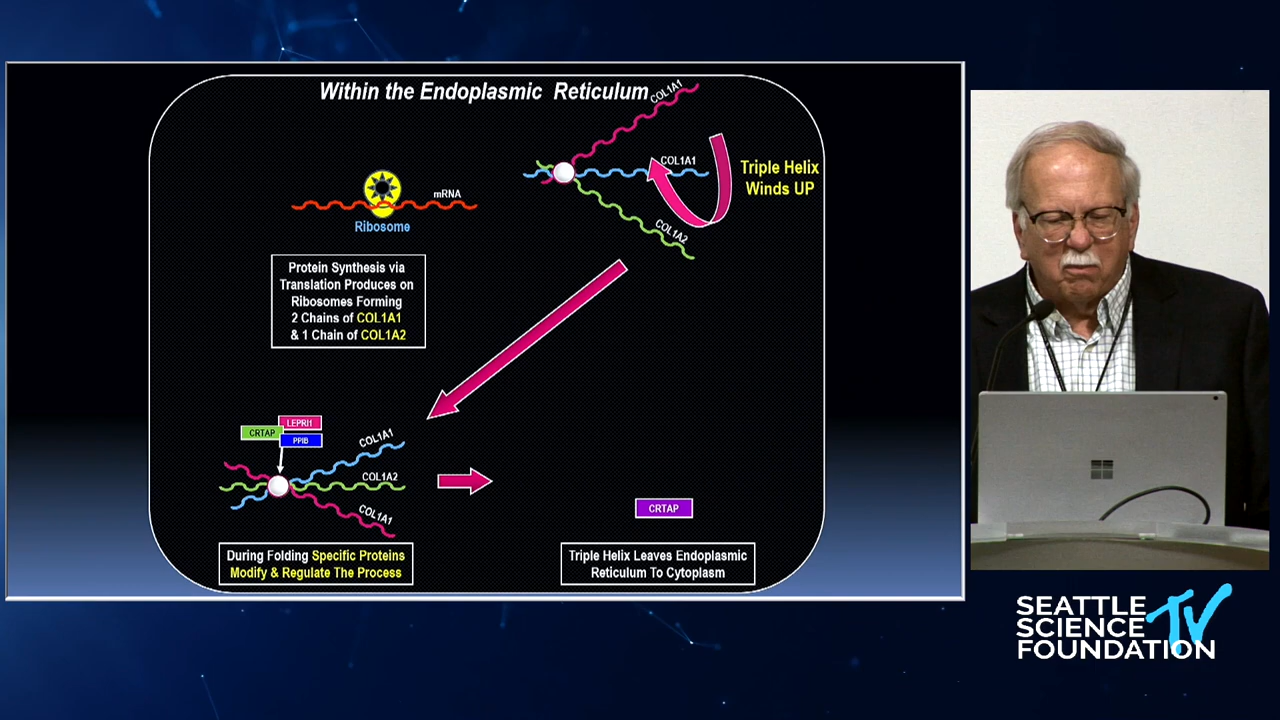 Within the Endoplasmic Reticulum
COL1A1
COL1A1
COL1A2
Triple Helix
Winds UP
mRNA
Ribosome
Protein Synthesis via
Translation Produces on
Ribosomes Forming
2 Chains of COL1A1
& 1 Chain of COL1A2
LEPRI1
CRTAP
PPIB
COL1A1
COL1A2
COL1A1
During Folding Specific Proteins
Modify & Regulate The Process
CRTAP
Triple Helix Leaves Endoplasmic
Reticulum To Cytoplasm
SEATTLE
SCIENCE
FOUNDATION
TV